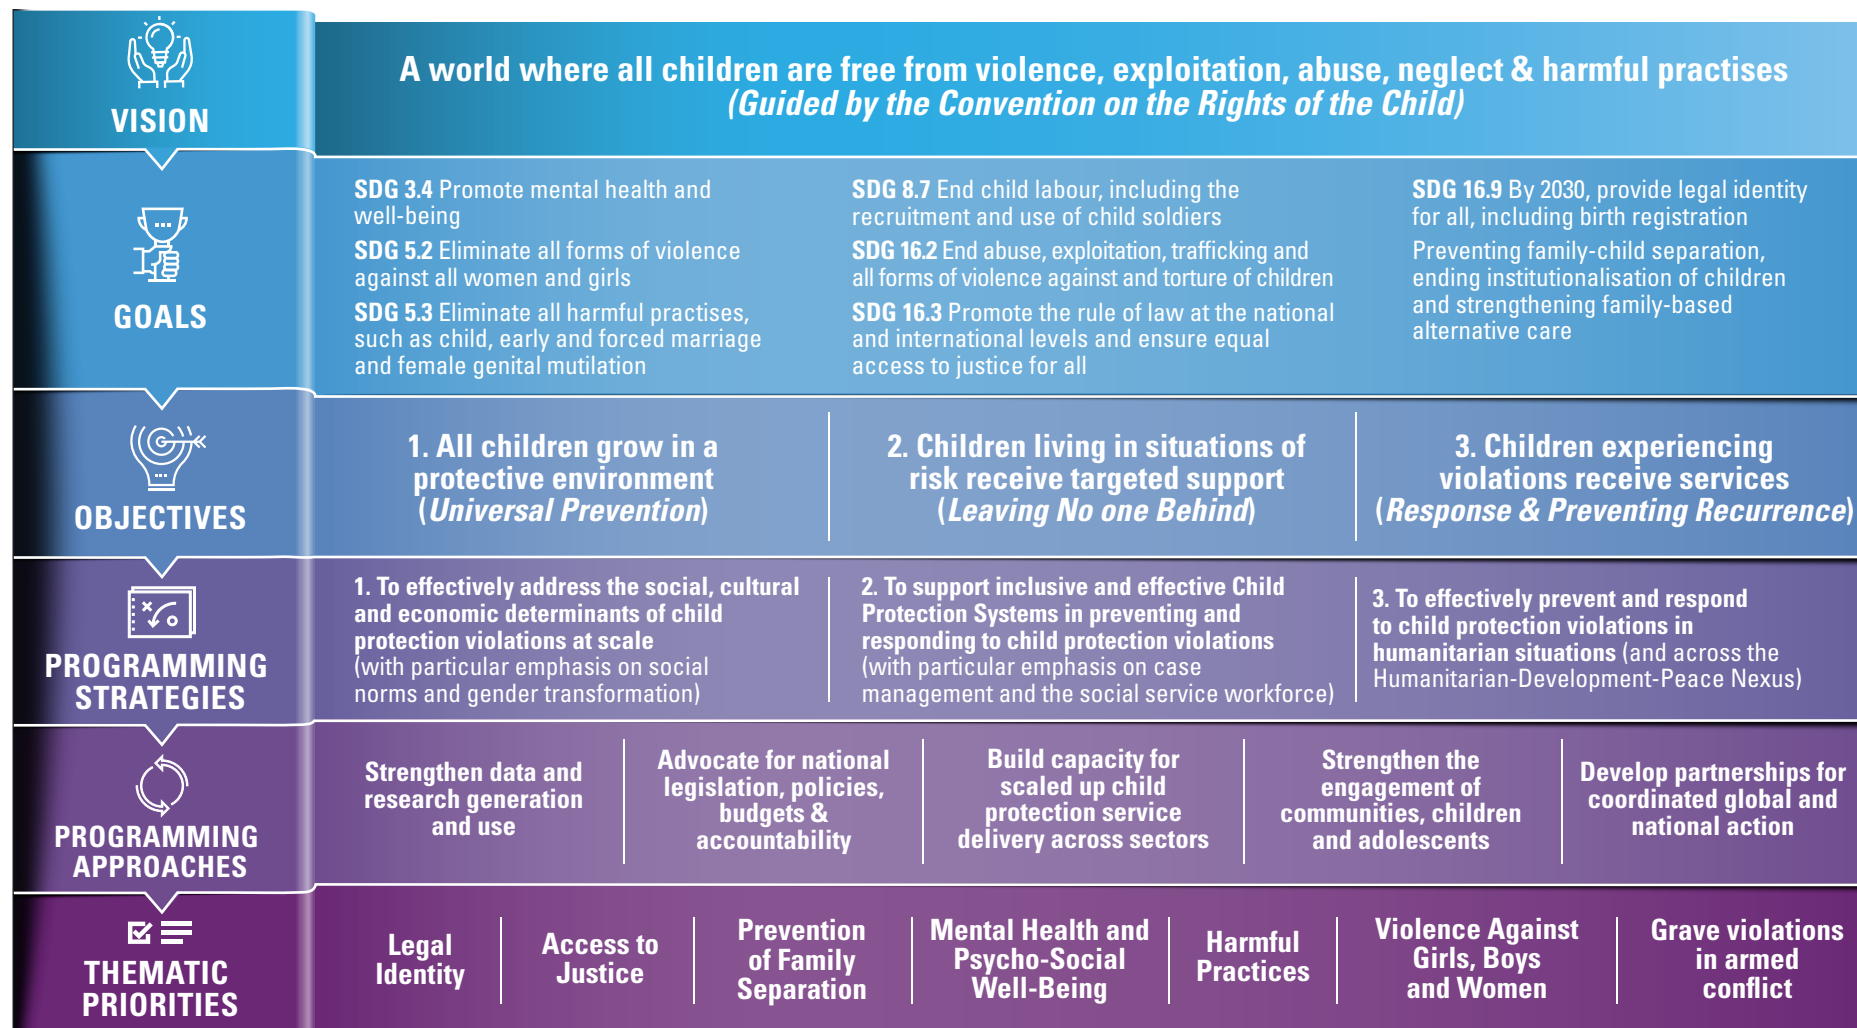 VISION
A world where all children are free from violence, exploitation, abuse, neglect & harmful practises
(Guided by the Convention on the Rights of the Child)
GOALS
SDG 3.4 Promote mental health and
well-being
SDG 5.2 Eliminate all forms of violence
against all women and girls
SDG 5.3 Eliminate all harmful practises,
such as child, early and forced marriage
and female genital mutilation
SDG 8.7 End child labour, including the
recruitment and use of child soldiers
SDG 16.2 End abuse, exploitation, trafficking and
all forms of violence against and torture of children
SDG 16.3 Promote the rule of law at the national
and international levels and ensure equal
access to justice for all
SDG 16.9 By 2030, provide legal identity
for all, including birth registration
Preventing family-child separation,
ending institutionalisation of children
and strengthening family-based
alternative care
OBJECTIVES
1. All children grow in a
protective environment
(Universal Prevention)
2. Children living in situations of
risk receive targeted support
(Leaving No one Behind)
3. Children experiencing
violations receive services
(Response & Preventing Recurrence)
PROGRAMMING
STRATEGIES
1. To effectively address the social, cultural
and economic determinants of child
protection violations at scale
(with particular emphasis on social
norms and gender transformation)
2. To support inclusive and effective Child
Protection Systems in preventing and
responding to child protection violations
(with particular emphasis on case
management and the social service workforce)
3. To effectively prevent and respond
to child protection violations in
humanitarian situations (and across the
Humanitarian-Development-Peace Nexus)
PROGRAMMING
APPROACHES
Strengthen data and
research generation
and use
Advocate for national
legislation, policies,
budgets &
accountability
Build capacity for
scaled up child
protection service
delivery across sectors
Strengthen the
engagement of
communities, children
and adolescents
Develop partnerships for
coordinated global and
national action
THEMATIC
PRIORITIES
Legal
Identity
Access to
Justice
Prevention
of Family
Separation
Mental Health and
Psycho-Social
Well-Being
Harmful
Practices
Violence Against
Girls, Boys
and Women
Grave violations
in armed
conflict